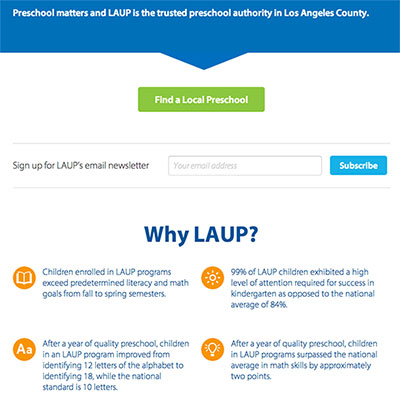 Preschool matters and LAUP is the trusted preschool authority in Los Angeles County.
Find a Local Preschool
Sign up for LAUP's email newsletter
Your email address
Subscribe
Why LAUP?
Children enrolled in LAUP programs
exceed predetermined literacy and math
goals from fall to spring semesters.
99% of LAUP children exhibited a high
level of attention required for success in
kindergarten as opposed to the national
average of 84%.
Aa
After a year of quality preschool, children
in an LAUP program improved from
identifying 12 letters of the alphabet to
identifying 18, while the national
standard is 10 letters.
After a year of quality preschool, children
in LAUP programs surpassed the national
average in math skills by approximately
two points.